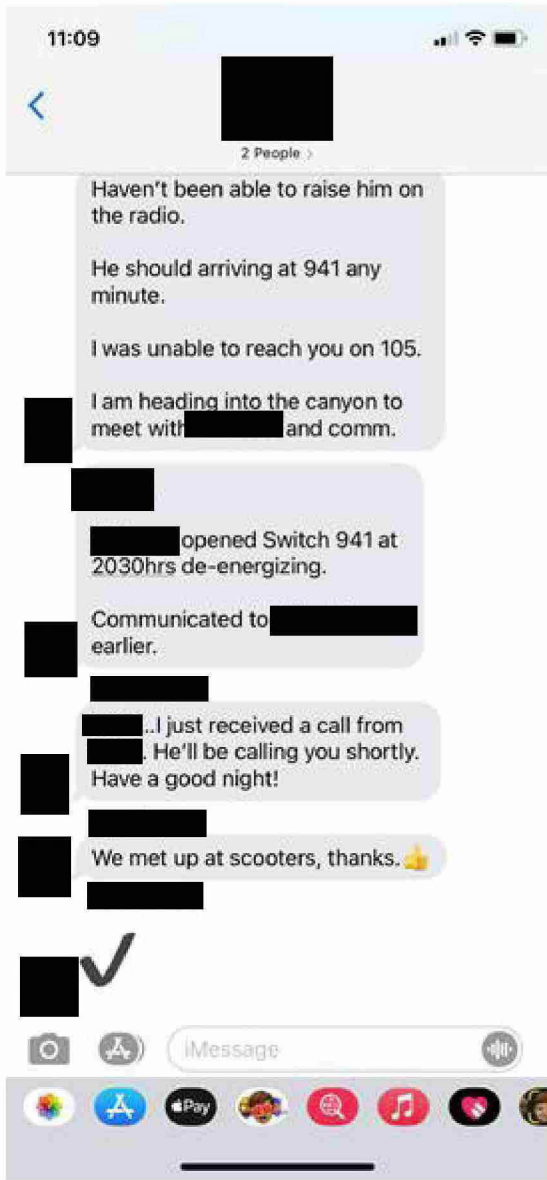 11:09
2 People >
Haven't been able to raise him on
the radio.
He should arriving at 941 any
minute.
I was unable to reach you on 105.
I am heading into the canyon to
meet with and comm.
opened Switch 941 at
2030hrs de-energizing.
Communicated to
earlier.
..I just received a call from
. He'll be calling you shortly.
Have a good night!
We met up at scooters, thanks.👍
iMessage
Pay